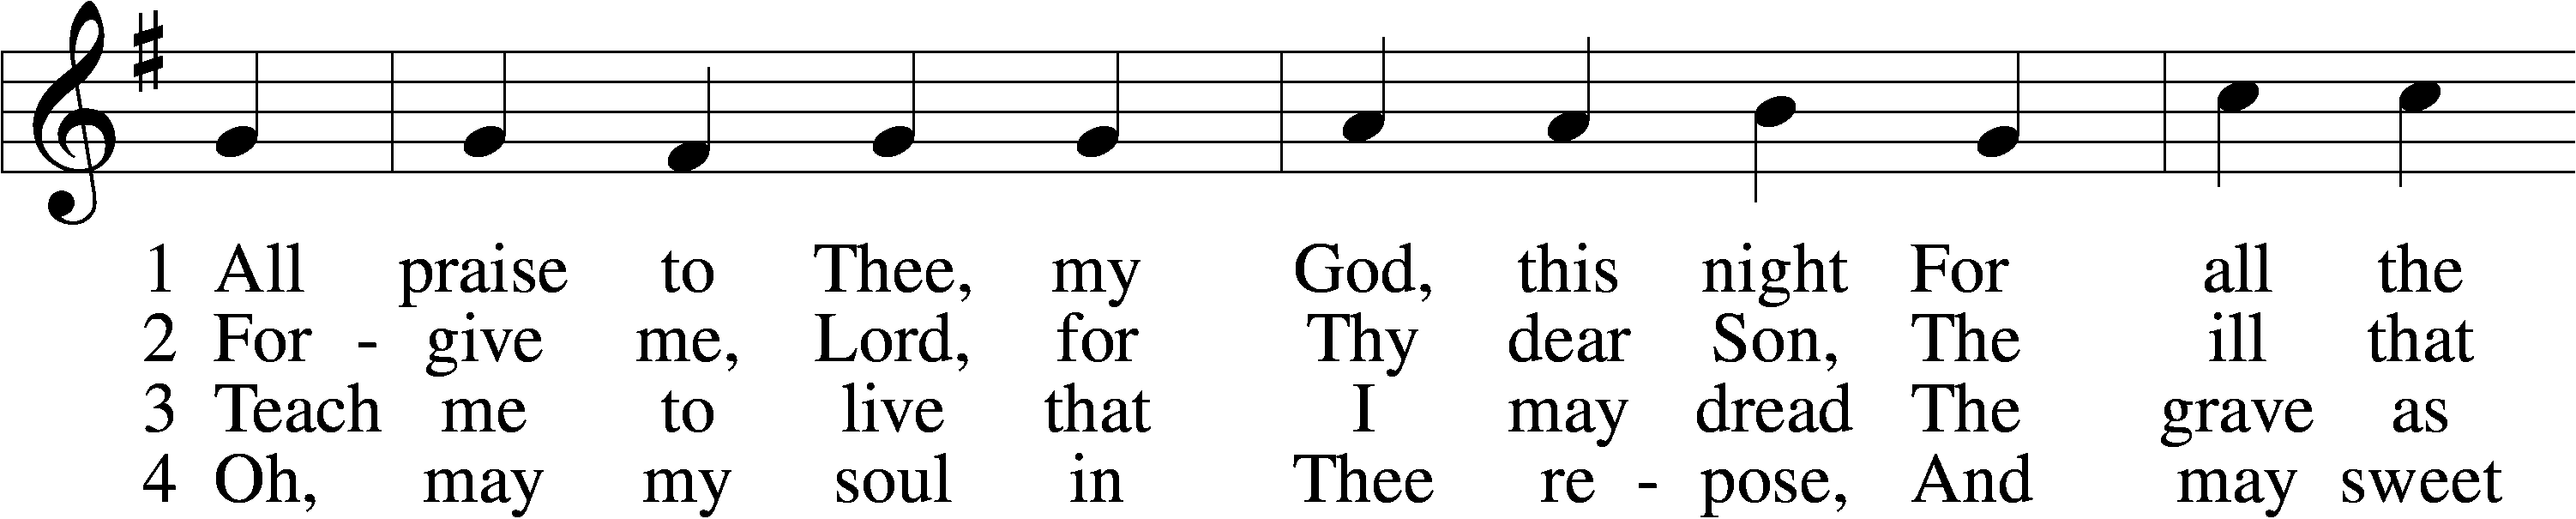 1 All praise to Thee, my God, this night For all the
2 For - give me, Lord, for Thy dear Son, The ill that
3 Teach me to live that I may dread The grave as
4 Oh, may my soul in Thee re - pose, And may sweet